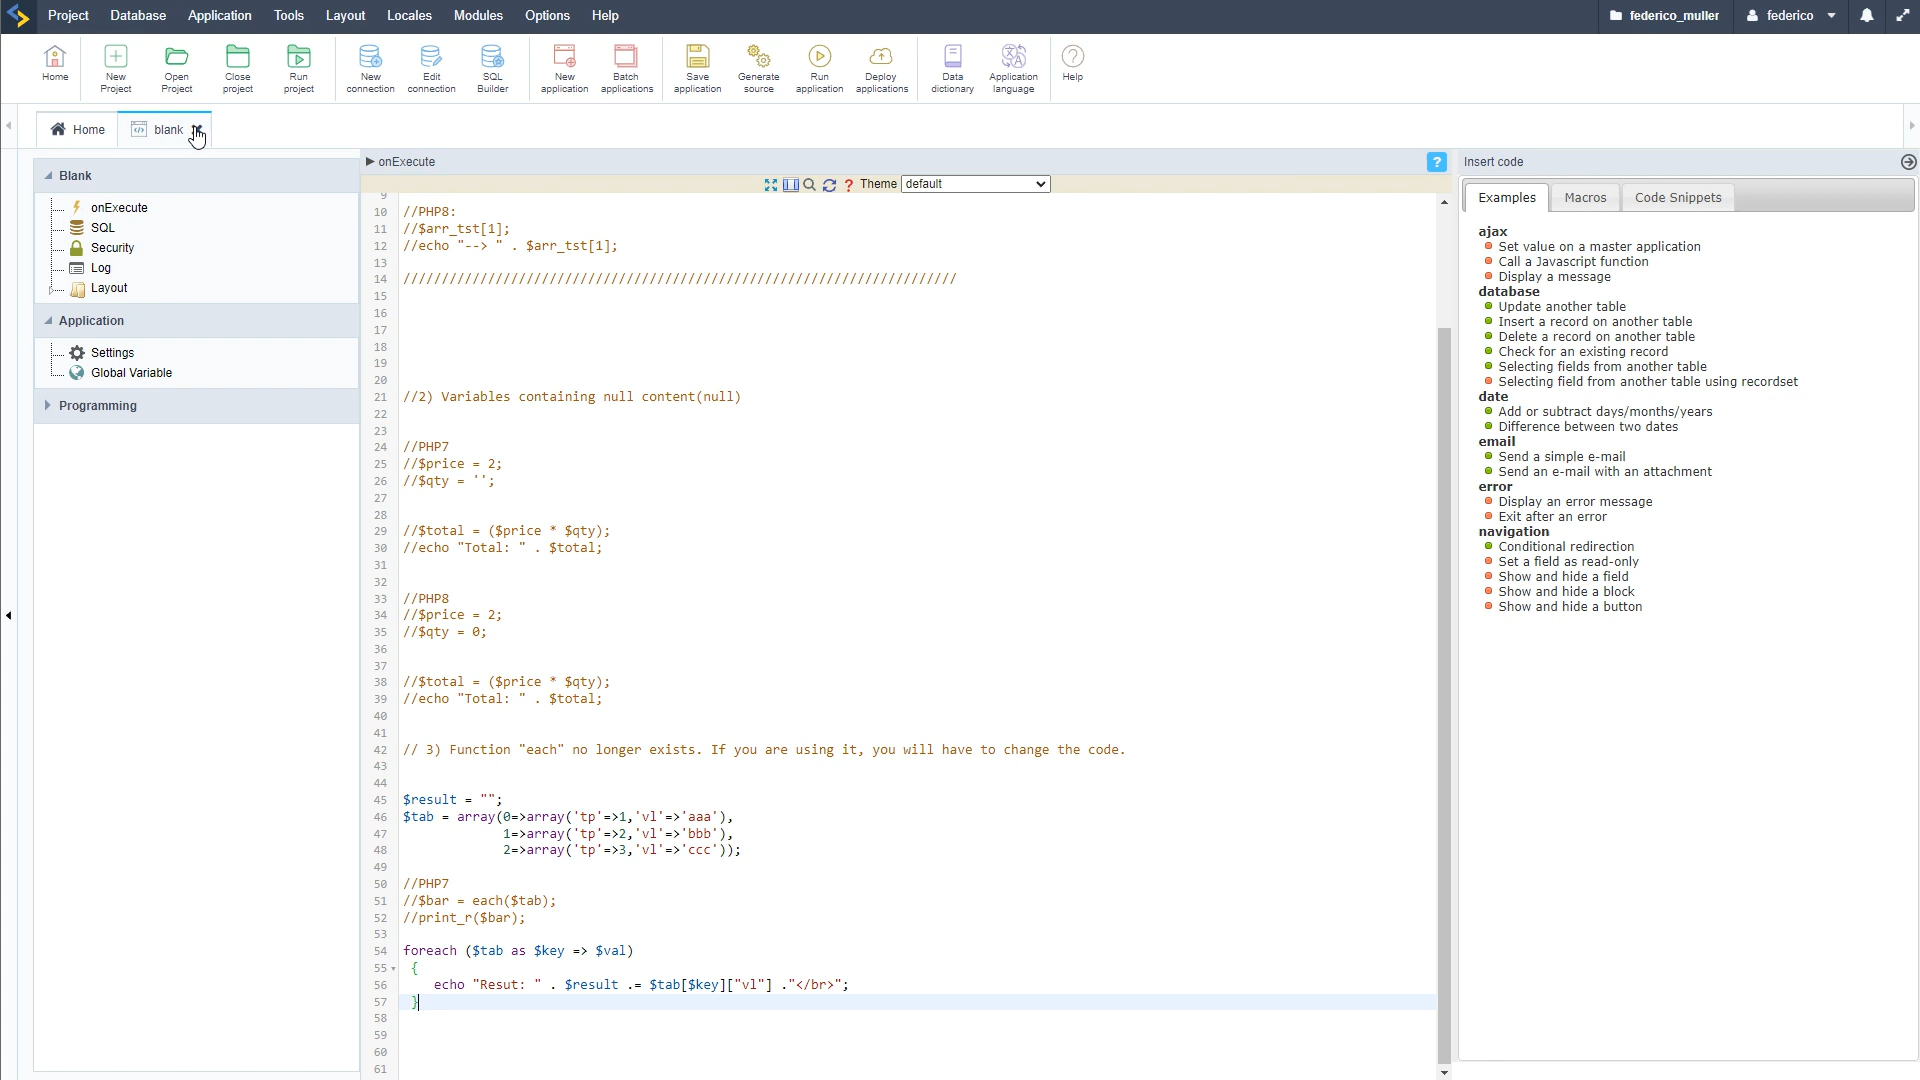 Project Database Application Tools Layout Locales Modules Options Help federico_muller federico
Home New Project Open Project Close project Run project New connection Edit connection SQL Builder New application Batch applications Save application Generate source Run application Deploy applications Data dictionary Application language Help
Home blank
Blank
onExecute
SQL
Security
Log
Layout
Application
Settings
Global Variable
Programming
onExecute ?
? Theme default
9
10 //PHP8:
11 //$arr_tst[1];
12 //echo "--> " . $arr_tst[1];
13
14 ////////////////////////////////////////////////////////////////////////
15
16
17
18
19
20
21 //2) Variables containing null content(null)
22
23
24 //PHP7
25 //$price = 2;
26 //$qty = '';
27
28
29 //$total = ($price * $qty);
30 //echo "Total: " . $total;
31
32
33 //PHP8
34 //$price = 2;
35 //$qty = 0;
36
37
38 //$total = ($price * $qty);
39 //echo "Total: " . $total;
40
41
42 // 3) Function "each" no longer exists. If you are using it, you will have to change the code.
43
44
45 $result = "";
46 $tab = array(0=>array('tp'=>1,'vl'=>'aaa'),
47 1=>array('tp'=>2,'vl'=>'bbb'),
48 2=>array('tp'=>3,'vl'=>'ccc'));
49
50 //PHP7
51 //$bar = each($tab);
52 //print_r($bar);
53
54 foreach ($tab as $key => $val)
55 {
56 echo "Resut: " . $result .= $tab[$key]["vl"] ."</br>";
57 }
58
59
60
61
Insert code
Examples Macros Code Snippets
ajax
Set value on a master application
Call a Javascript function
Display a message
database
Update another table
Insert a record on another table
Delete a record on another table
Check for an existing record
Selecting fields from another table
Selecting field from another table using recordset
date
Add or subtract days/months/years
Difference between two dates
email
Send a simple e-mail
Send an e-mail with an attachment
error
Display an error message
Exit after an error
navigation
Conditional redirection
Set a field as read-only
Show and hide a field
Show and hide a block
Show and hide a button